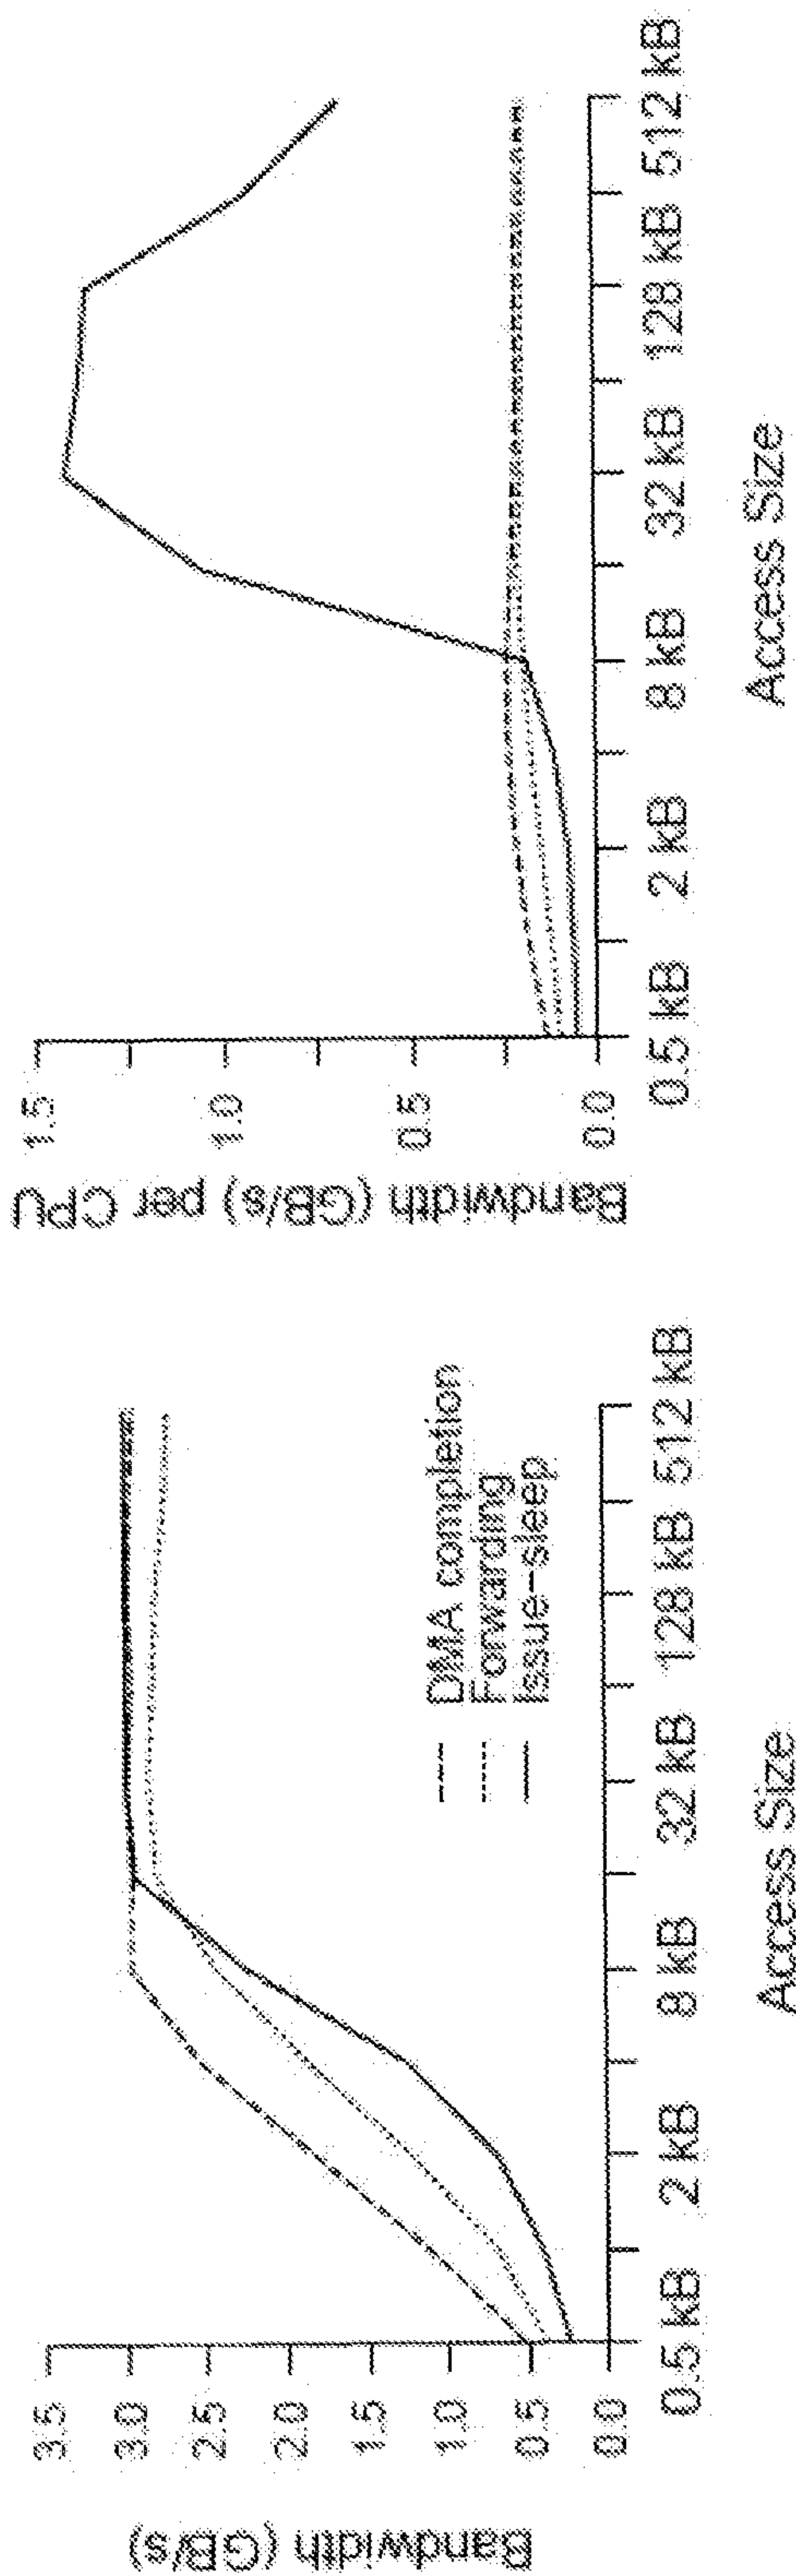 Bandwidth (GB/s)
3.5
3.0
2.5
2.0
1.5
1.0
0.5
0.0
0.5 kB 2 kB 8 kB 32 kB 128 kB 512 kB
Access Size
DMA completion
Forwarding
Issue-sleep
Bandwidth (GB/s) per CPU
1.5
1.0
0.5
0.0
0.5 kB 2 kB 8 kB 32 kB 128 kB 512 kB
Access Size